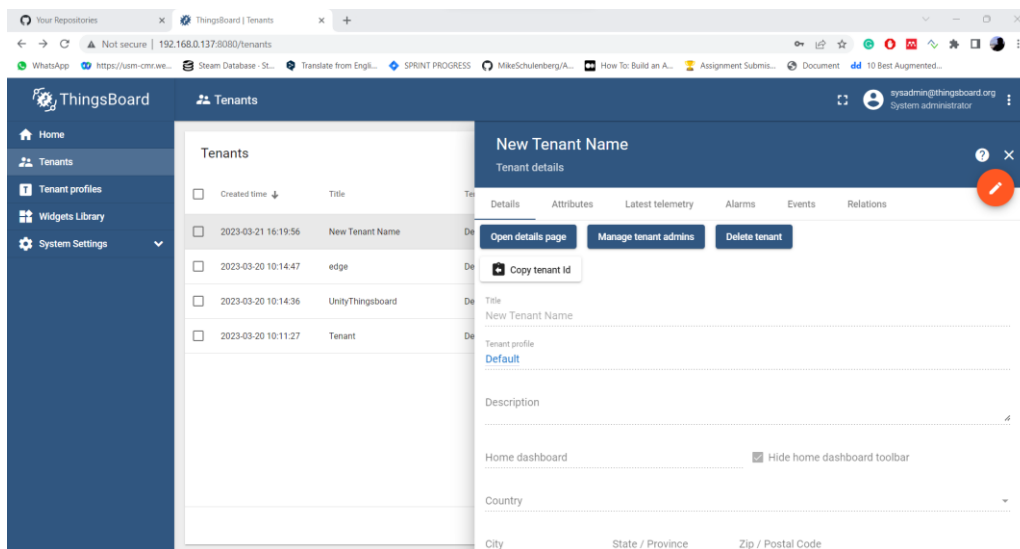 Your Repositories
ThingsBoard | Tenants
Not secure | 192.168.0.137:8080/tenants
WhatsApp https://usm-cmr.we... Steam Database - St... Translate from Engli... SPRINT PROGRESS MikeSchulenberg/A... How To: Build an A... Assignment Submis... Document dd 10 Best Augmented...
ThingsBoard
Tenants
sysadmin@thingsboard.org
System administrator
Home
Tenants
Tenant profiles
Widgets Library
System Settings
Tenants
Created time Title Te
2023-03-21 16:19:56 New Tenant Name De
2023-03-20 10:14:47 edge De
2023-03-20 10:14:36 UnityThingsboard De
2023-03-20 10:11:27 Tenant De
New Tenant Name
Tenant details
Details Attributes Latest telemetry Alarms Events Relations
Open details page Manage tenant admins Delete tenant
Copy tenant Id
Title
New Tenant Name
Tenant profile
Default
Description
Home dashboard Hide home dashboard toolbar
Country
City State / Province Zip / Postal Code